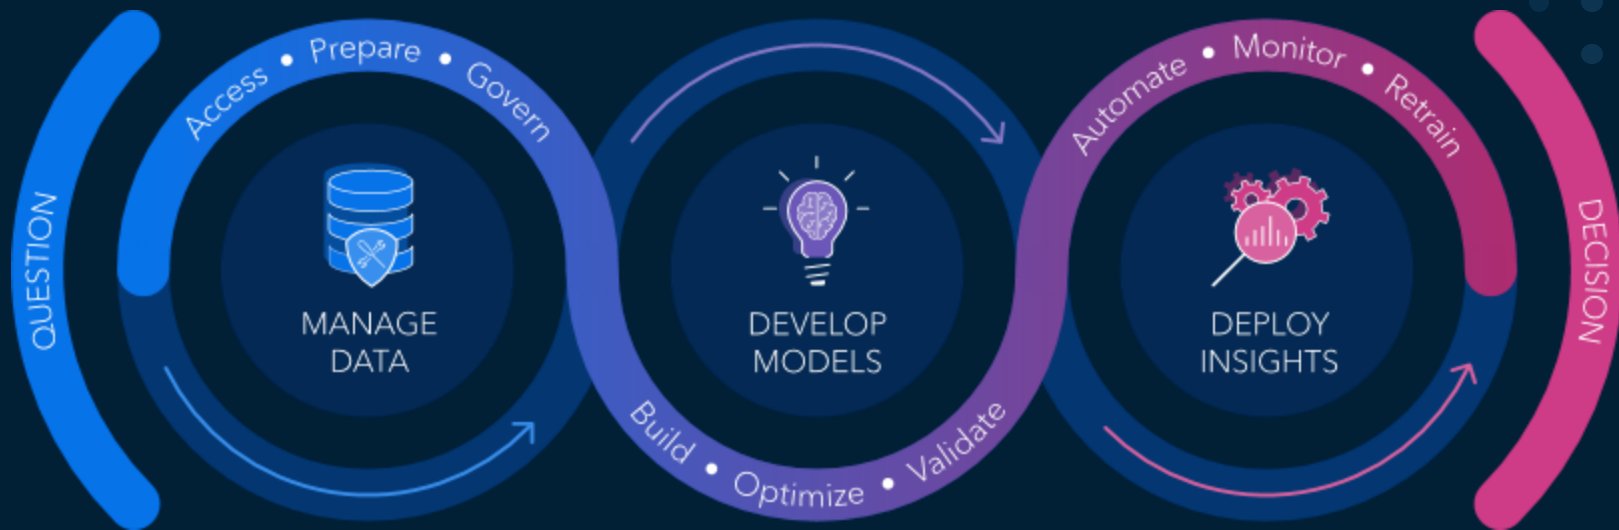 QUESTION
Access • Prepare • Govern
MANAGE
DATA
DEVELOP
MODELS
Build • Optimize • Validate
Automate • Monitor • Retrain
DEPLOY
INSIGHTS
DECISION